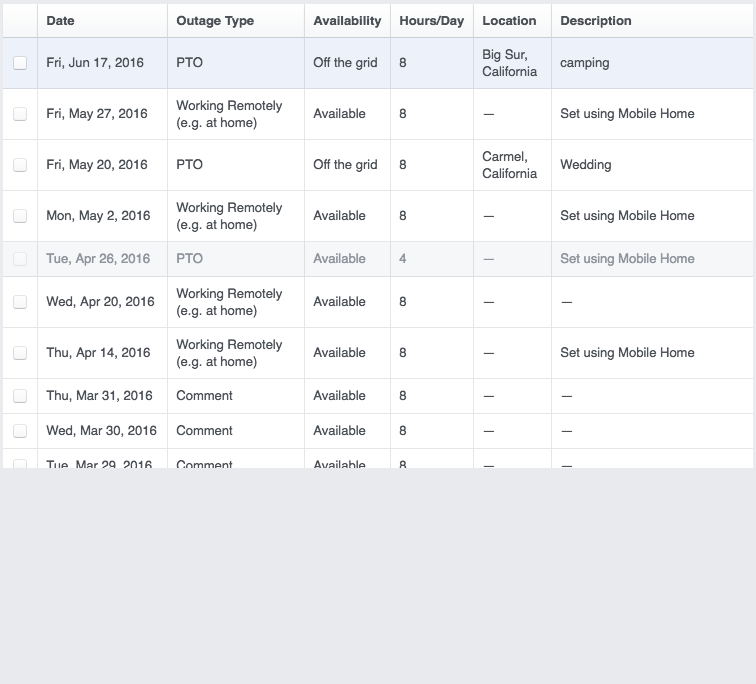 Date Outage Type Availability Hours/Day Location Description
Fri, Jun 17, 2016 PTO Off the grid 8 Big Sur, California camping
Fri, May 27, 2016 Working Remotely (e.g. at home) Available 8 — Set using Mobile Home
Fri, May 20, 2016 PTO Off the grid 8 Carmel, California Wedding
Mon, May 2, 2016 Working Remotely (e.g. at home) Available 8 — Set using Mobile Home
Tue, Apr 26, 2016 PTO Available 4 — Set using Mobile Home
Wed, Apr 20, 2016 Working Remotely (e.g. at home) Available 8 — —
Thu, Apr 14, 2016 Working Remotely (e.g. at home) Available 8 — Set using Mobile Home
Thu, Mar 31, 2016 Comment Available 8 — —
Wed, Mar 30, 2016 Comment Available 8 — —
Tue, Mar 29, 2016 Comment Available 8 — —